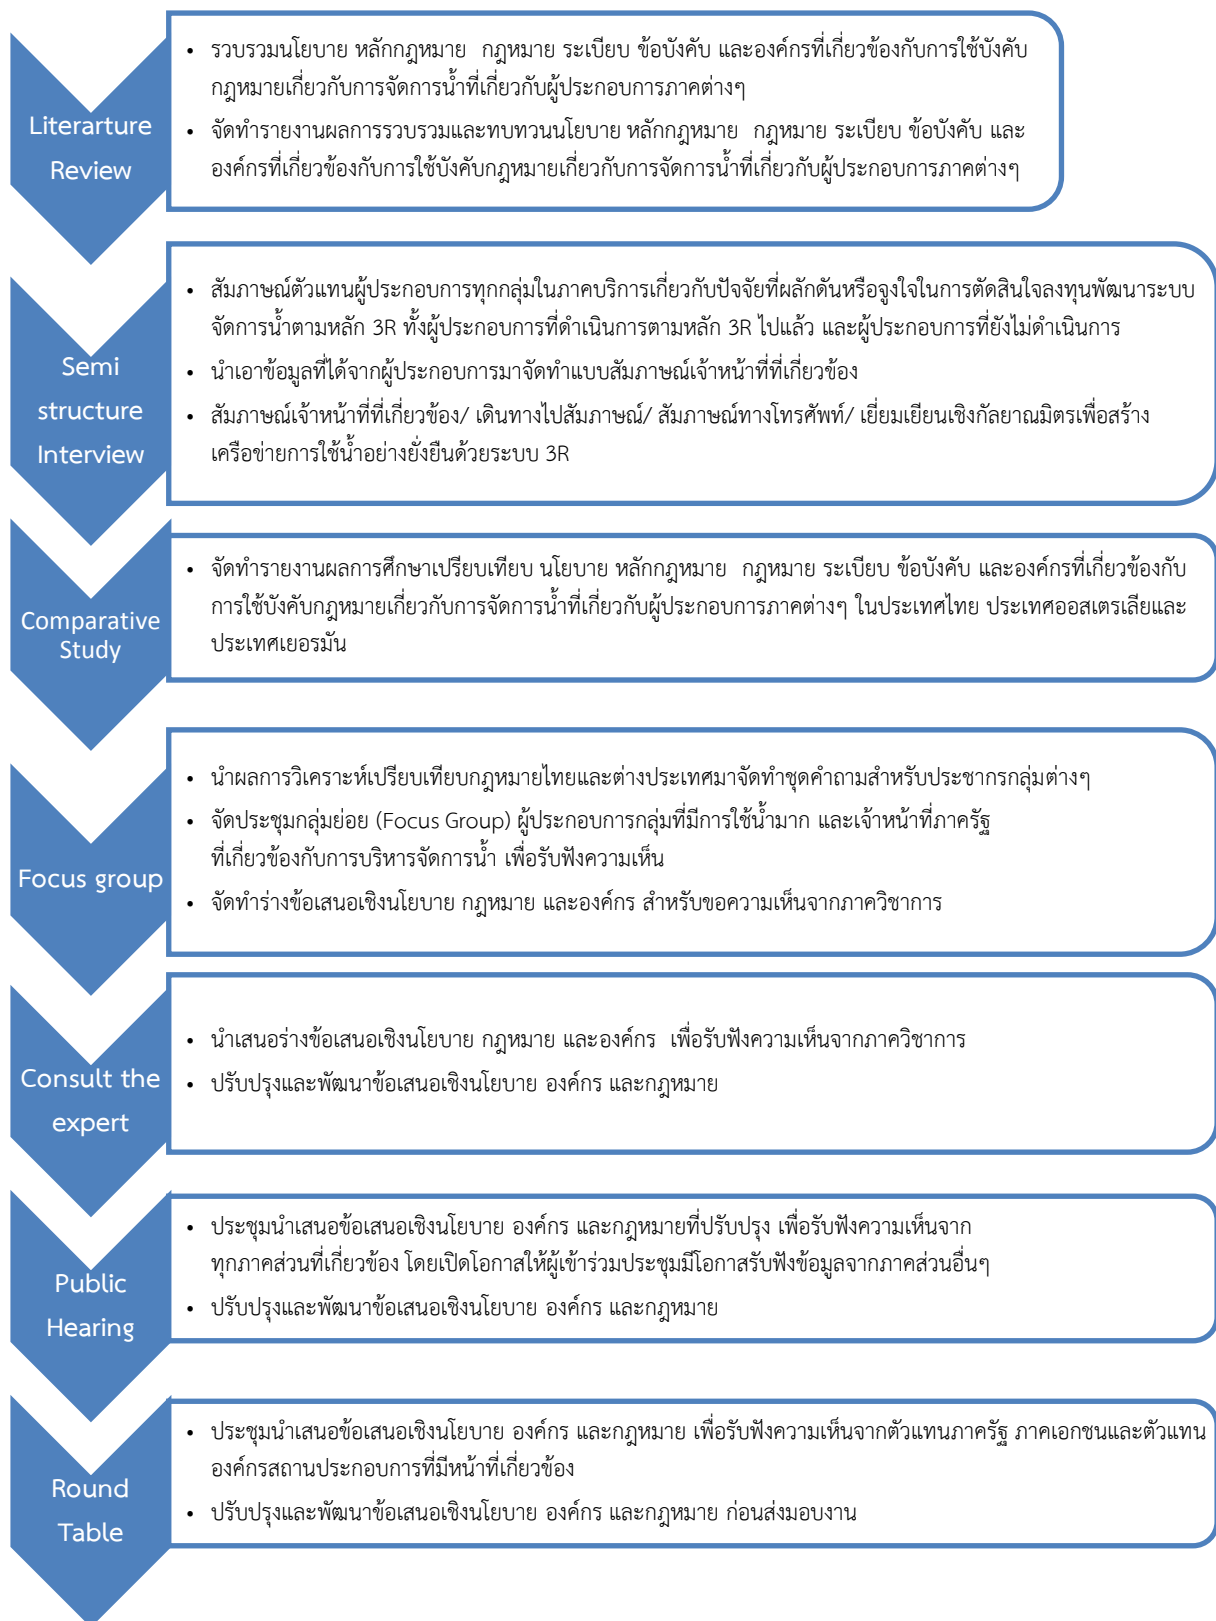 Literarture
Review
• รวบรวมนโยบาย หลักกฎหมาย กฎหมาย ระเบียบ ข้อบังคับ และองค์กรที่เกี่ยวข้องกับการใช้บังคับ
กฎหมายเกี่ยวกับการจัดการน้ำที่เกี่ยวกับผู้ประกอบการภาคต่างๆ
• จัดทำรายงานผลการรวบรวมและทบทวนนโยบาย หลักกฎหมาย กฎหมาย ระเบียบ ข้อบังคับ และ
องค์กรที่เกี่ยวข้องกับการใช้บังคับกฎหมายเกี่ยวกับการจัดการน้ำที่เกี่ยวกับผู้ประกอบการภาคต่างๆ
Semi
structure
Interview
• สัมภาษณ์ตัวแทนผู้ประกอบการทุกกลุ่มในภาคบริการเกี่ยวกับปัจจัยที่ผลักดันหรือจูงใจในการตัดสินใจลงทุนพัฒนาระบบ
จัดการน้ำตามหลัก 3R ทั้งผู้ประกอบการที่ดำเนินการตามหลัก 3R ไปแล้ว และผู้ประกอบการที่ยังไม่ดำเนินการ
• นำเอาข้อมูลที่ได้จากผู้ประกอบการมาจัดทำแบบสัมภาษณ์เจ้าหน้าที่ที่เกี่ยวข้อง
• สัมภาษณ์เจ้าหน้าที่ที่เกี่ยวข้อง/ เดินทางไปสัมภาษณ์/ สัมภาษณ์ทางโทรศัพท์/ เยี่ยมเยียนเชิงกัลยาณมิตรเพื่อสร้าง
เครือข่ายการใช้น้ำอย่างยั่งยืนด้วยระบบ 3R
Comparative
Study
• จัดทำรายงานผลการศึกษาเปรียบเทียบ นโยบาย หลักกฎหมาย กฎหมาย ระเบียบ ข้อบังคับ และองค์กรที่เกี่ยวข้องกับ
การใช้บังคับกฎหมายเกี่ยวกับการจัดการน้ำที่เกี่ยวกับผู้ประกอบการภาคต่างๆ ในประเทศไทย ประเทศออสเตรเลียและ
ประเทศเยอรมัน
Focus group
• นำผลการวิเคราะห์เปรียบเทียบกฎหมายไทยและต่างประเทศมาจัดทำชุดคำถามสำหรับประชากรกลุ่มต่างๆ
• จัดประชุมกลุ่มย่อย (Focus Group) ผู้ประกอบการกลุ่มที่มีการใช้น้ำมาก และเจ้าหน้าที่ภาครัฐ
ที่เกี่ยวข้องกับการบริหารจัดการน้ำ เพื่อรับฟังความเห็น
• จัดทำร่างข้อเสนอเชิงนโยบาย กฎหมาย และองค์กร สำหรับขอความเห็นจากภาควิชาการ
Consult the
expert
• นำเสนอร่างข้อเสนอเชิงนโยบาย กฎหมาย และองค์กร เพื่อรับฟังความเห็นจากภาควิชาการ
• ปรับปรุงและพัฒนาข้อเสนอเชิงนโยบาย องค์กร และกฎหมาย
Public
Hearing
• ประชุมนำเสนอข้อเสนอเชิงนโยบาย องค์กร และกฎหมายที่ปรับปรุง เพื่อรับฟังความเห็นจาก
ทุกภาคส่วนที่เกี่ยวข้อง โดยเปิดโอกาสให้ผู้เข้าร่วมประชุมมีโอกาสรับฟังข้อมูลจากภาคส่วนอื่นๆ
• ปรับปรุงและพัฒนาข้อเสนอเชิงนโยบาย องค์กร และกฎหมาย
Round
Table
• ประชุมนำเสนอข้อเสนอเชิงนโยบาย องค์กร และกฎหมาย เพื่อรับฟังความเห็นจากตัวแทนภาครัฐ ภาคเอกชนและตัวแทน
องค์กรสถานประกอบการที่มีหน้าที่เกี่ยวข้อง
• ปรับปรุงและพัฒนาข้อเสนอเชิงนโยบาย องค์กร และกฎหมาย ก่อนส่งมอบงาน